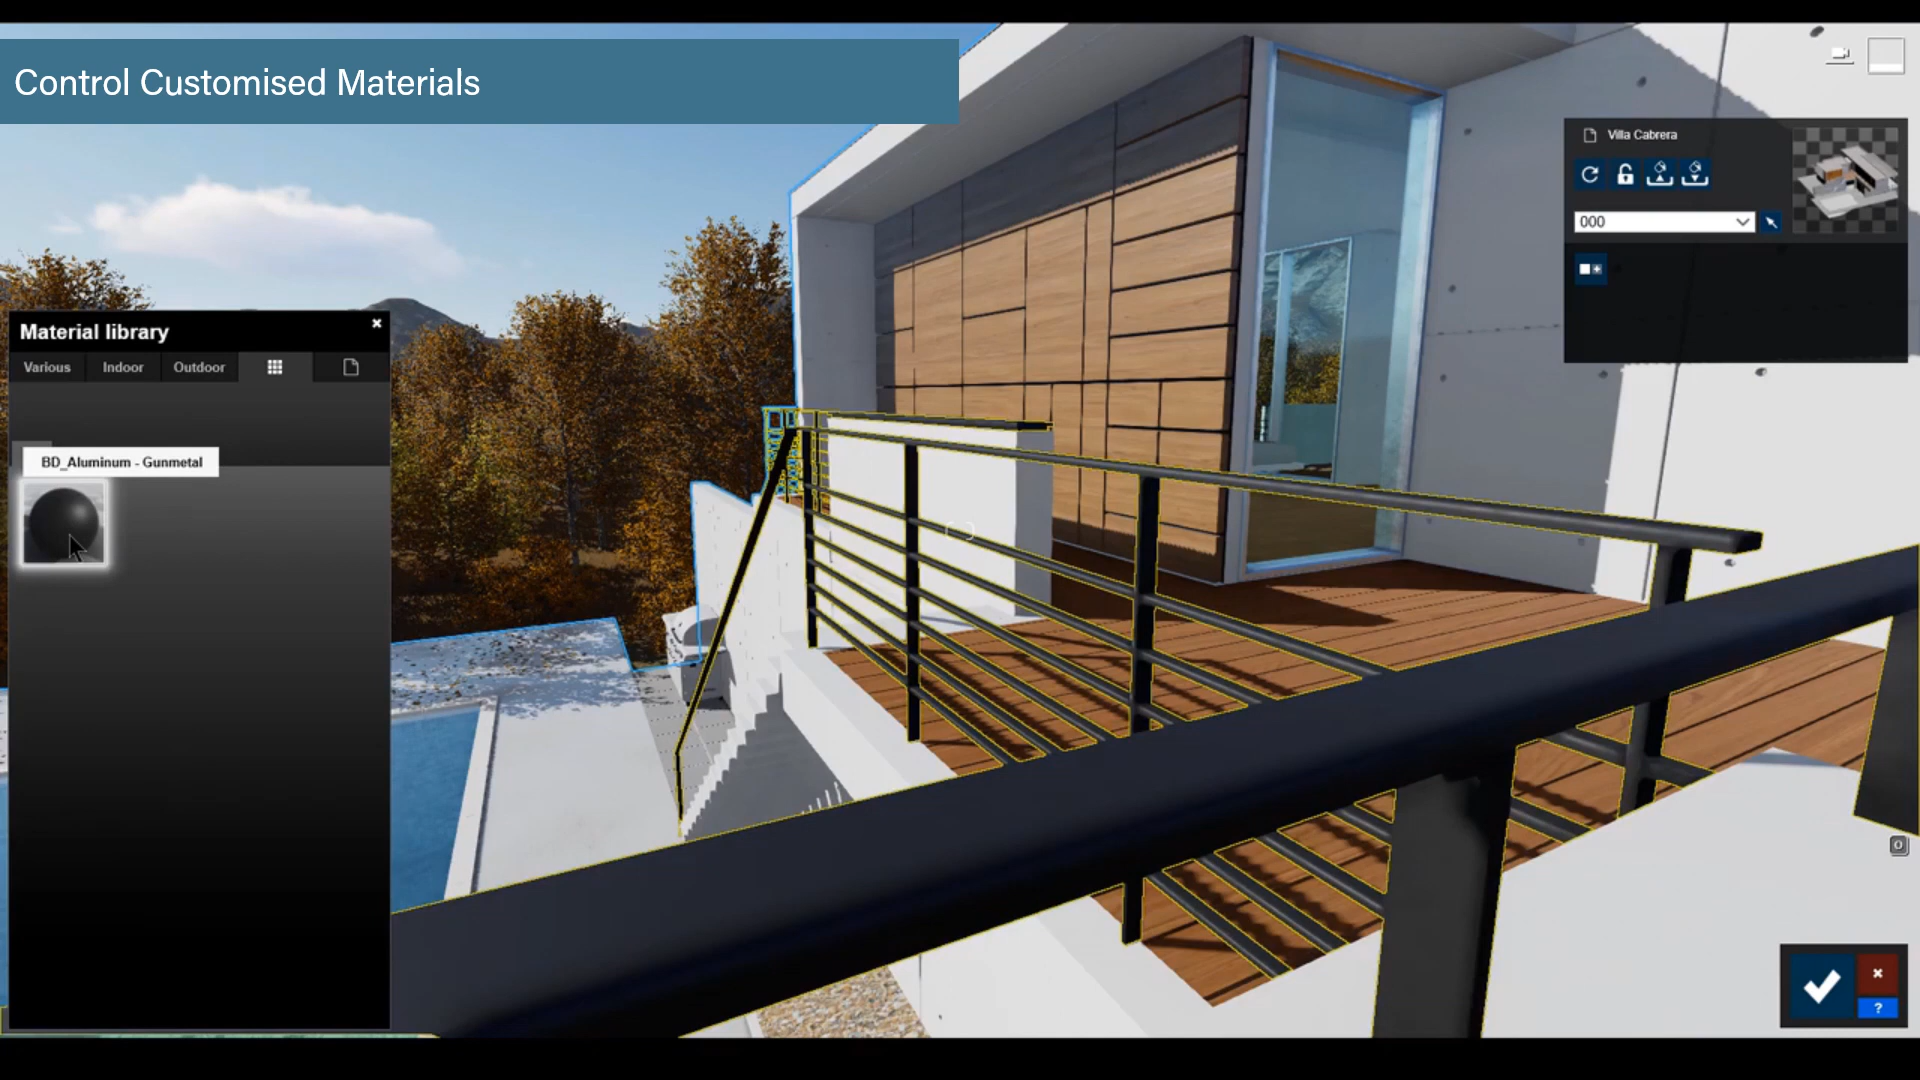 Control Customised Materials
Villa Cabrera
000
Material library
Various Indoor Outdoor
BD_Aluminum - Gunmetal
O
?